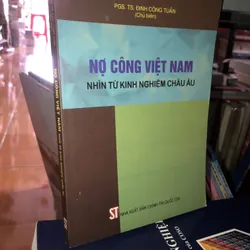 PGS. TS. ĐINH CÔNG TUẤN
(Chủ biên)
NỢ CÔNG VIỆT NAM
NHÌN TỪ KINH NGHIỆM CHÂU ÂU
ST NHÀ XUẤT BẢN CHÍNH TRỊ QUỐC GIA